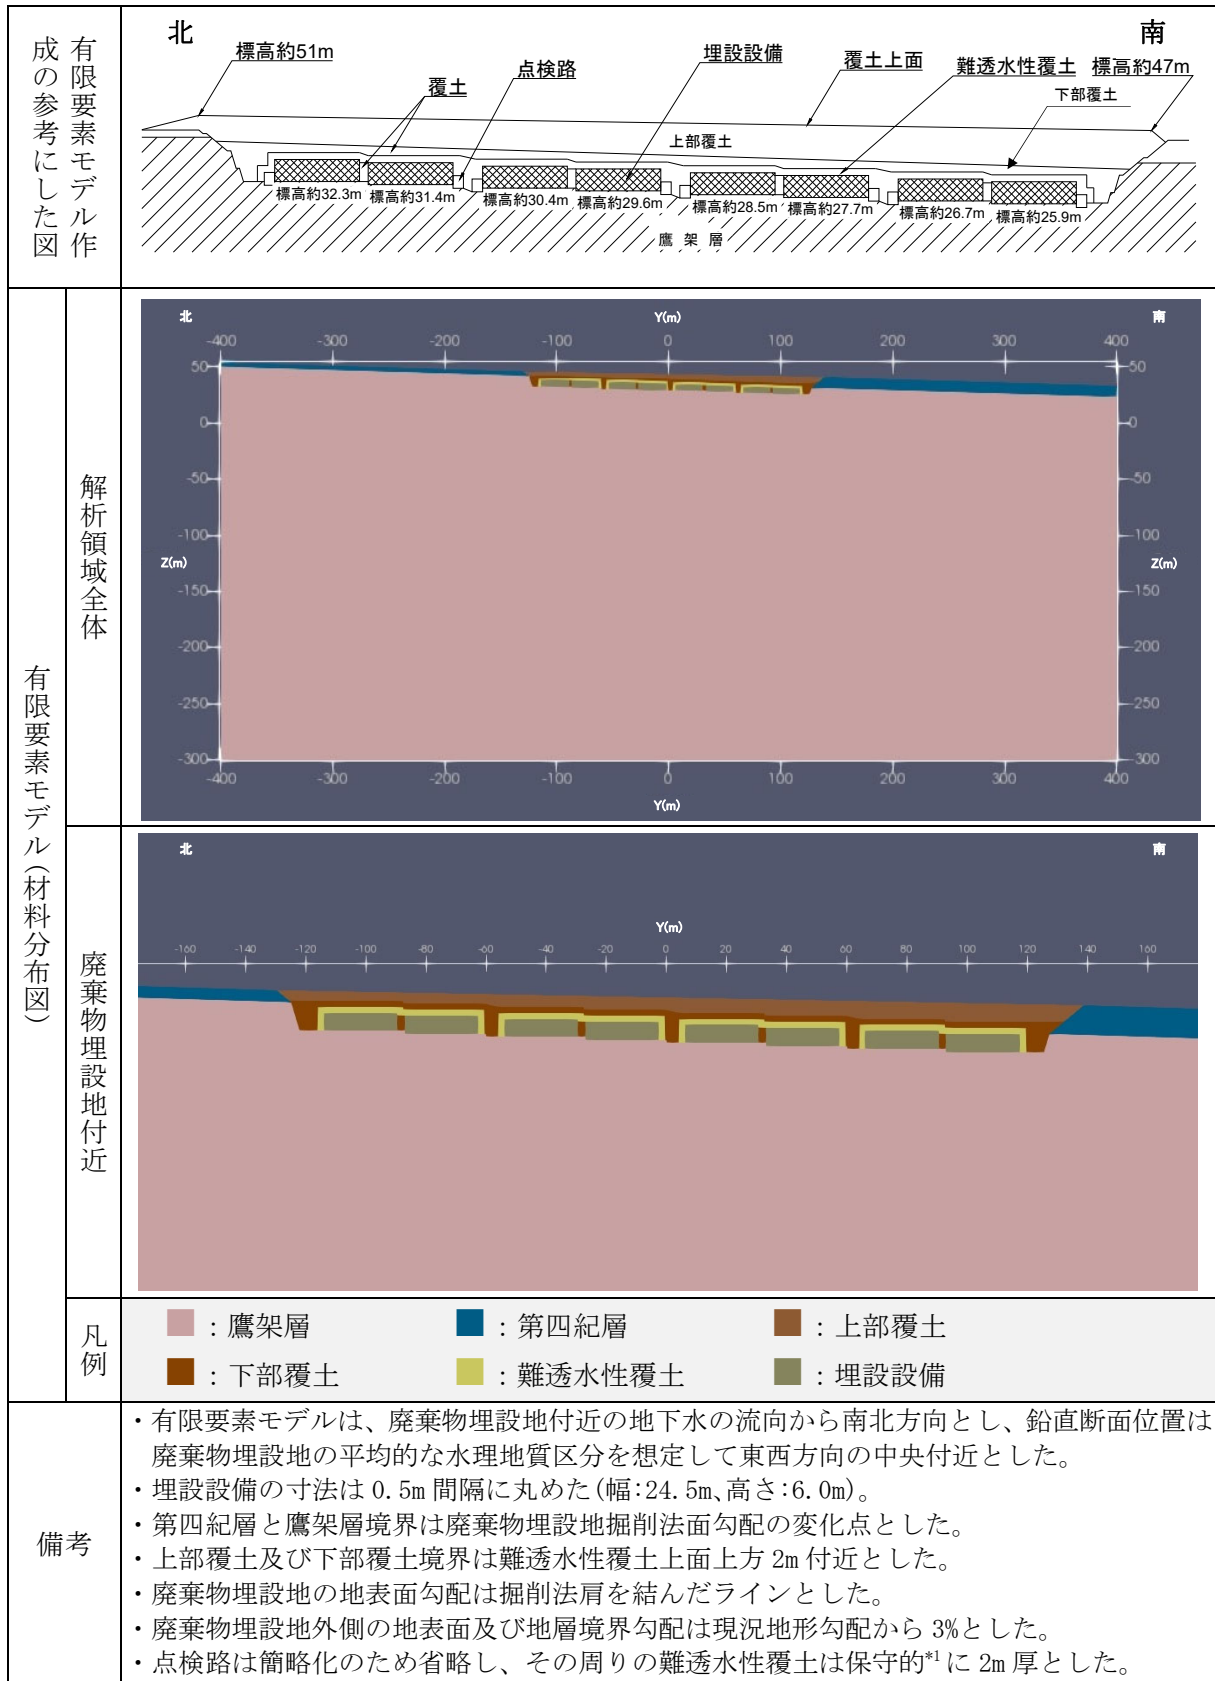 有限要素モデル作
成の参考にした図
北
南
標高約51m
覆土
点検路
埋設設備
覆土上面
難透水性覆土
標高約47m
下部覆土
上部覆土
標高約32.3m
標高約31.4m
標高約30.4m
標高約29.6m
標高約28.5m
標高約27.7m
標高約26.7m
標高約25.9m
鷹架層
有限要素モデル(材料分布図)
解析領域全体
北
Y(m)
南
-400 -300 -200 -100 0 100 200 300 400
50 50
0 0
-50 -50
-100 -100
Z(m) Z(m)
-150 -150
-200 -200
-250 -250
-300 -300
-400 -300 -200 -100 0 100 200 300 400
Y(m)
廃棄物埋設地付近
北
南
Y(m)
-160 -140 -120 -100 -80 -60 -40 -20 0 20 40 60 80 100 120 140 160
凡例
:鷹架層 :第四紀層 :上部覆土
:下部覆土 :難透水性覆土 :埋設設備
備考
・有限要素モデルは、廃棄物埋設地付近の地下水の流向から南北方向とし、鉛直断面位置は
廃棄物埋設地の平均的な水理地質区分を想定して東西方向の中央付近とした。
・埋設設備の寸法は 0.5m 間隔に丸めた(幅:24.5m、高さ:6.0m)。
・第四紀層と鷹架層境界は廃棄物埋設地掘削法面勾配の変化点とした。
・上部覆土及び下部覆土境界は難透水性覆土上面上方 2m 付近とした。
・廃棄物埋設地の地表面勾配は掘削法肩を結んだラインとした。
・廃棄物埋設地外側の地表面及び地層境界勾配は現況地形勾配から 3%とした。
・点検路は簡略化のため省略し、その周りの難透水性覆土は保守的*1に 2m 厚とした。